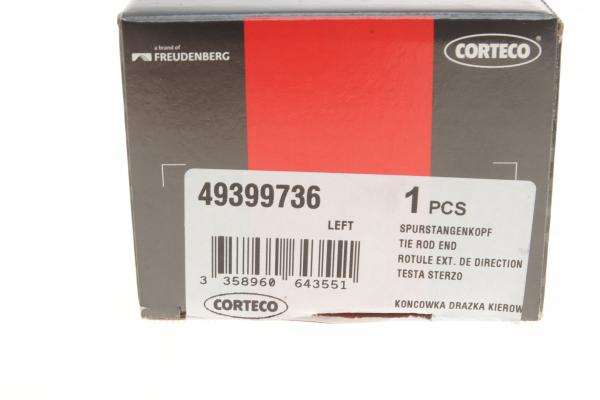 a brand of
FREUDENBERG
CORTECO
49399736
1 PCS
LEFT
SPURSTANGENKOPF
TIE ROD END
ROTULE EXT. DE DIRECTION
TESTA STERZO
3 358960 643551
CORTECO
KONCOWKA DRAZKA KIEROW